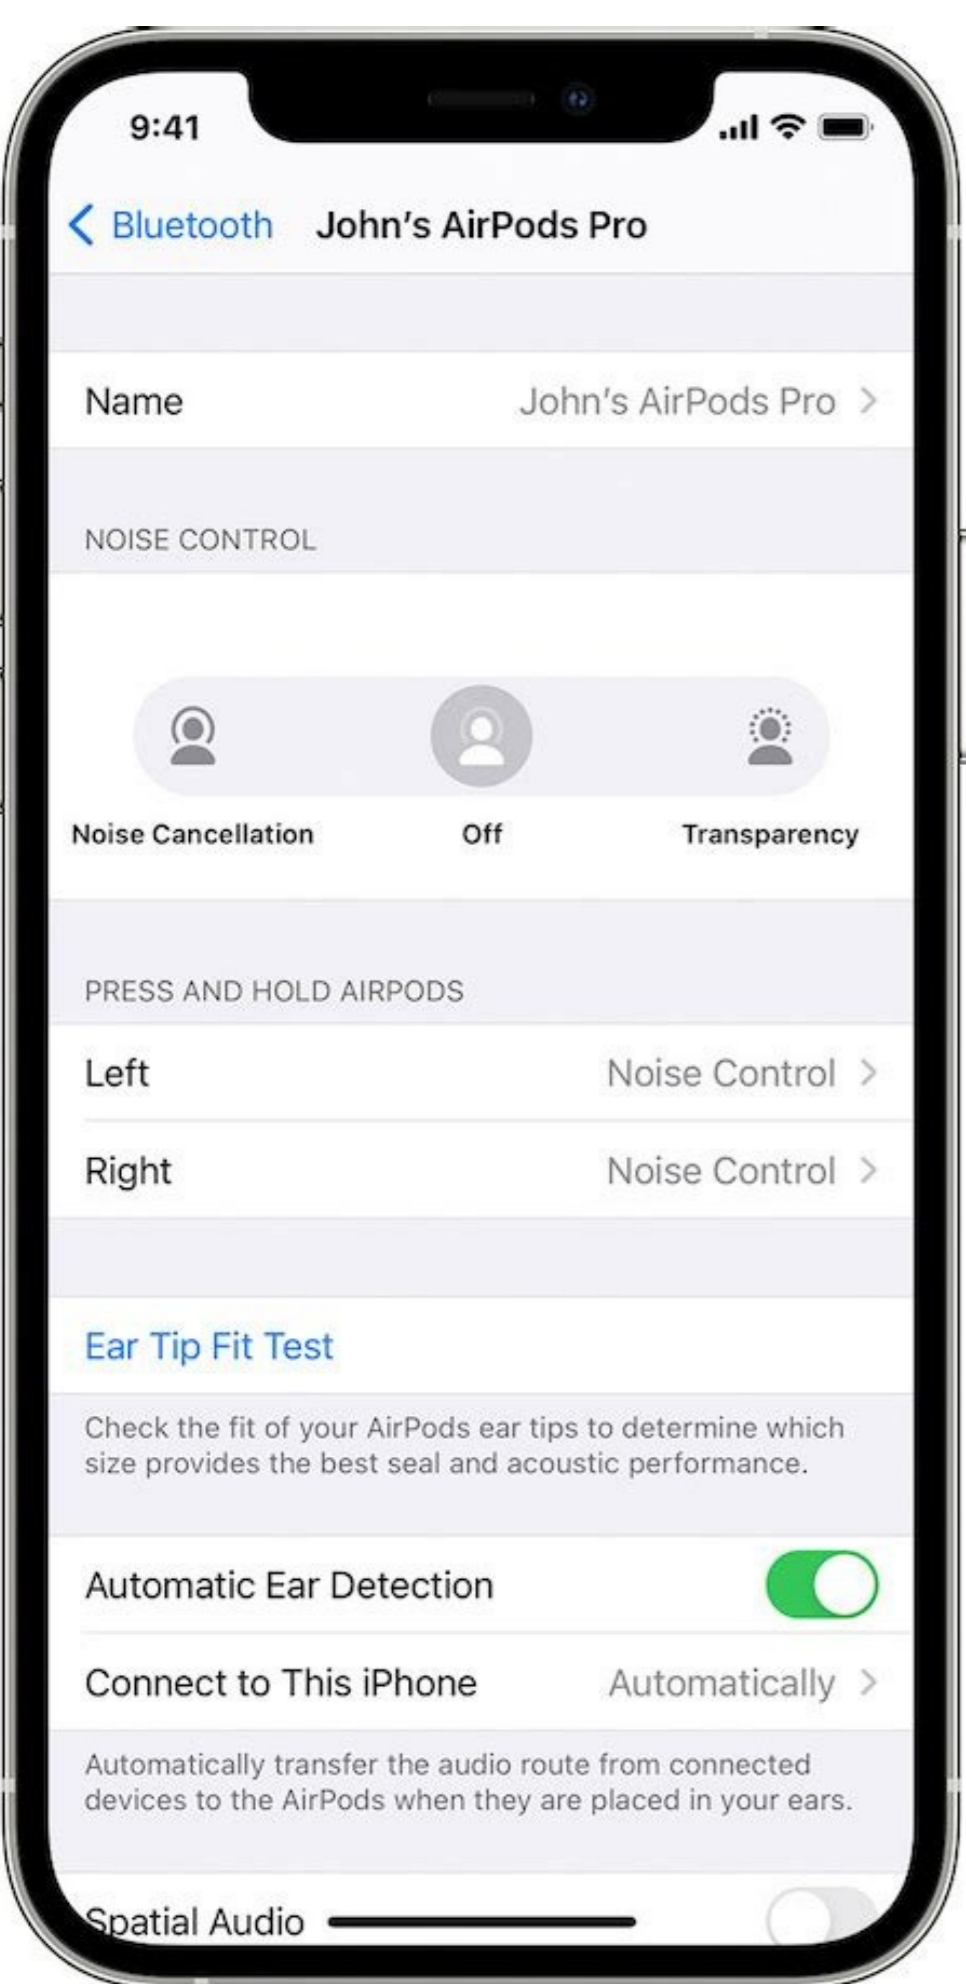 9:41
Bluetooth John's AirPods Pro
Name John's AirPods Pro
NOISE CONTROL
Noise Cancellation Off Transparency
PRESS AND HOLD AIRPODS
Left Noise Control
Right Noise Control
Ear Tip Fit Test
Check the fit of your AirPods ear tips to determine which
size provides the best seal and acoustic performance.
Automatic Ear Detection
Connect to This iPhone Automatically
Automatically transfer the audio route from connected
devices to the AirPods when they are placed in your ears.
Spatial Audio